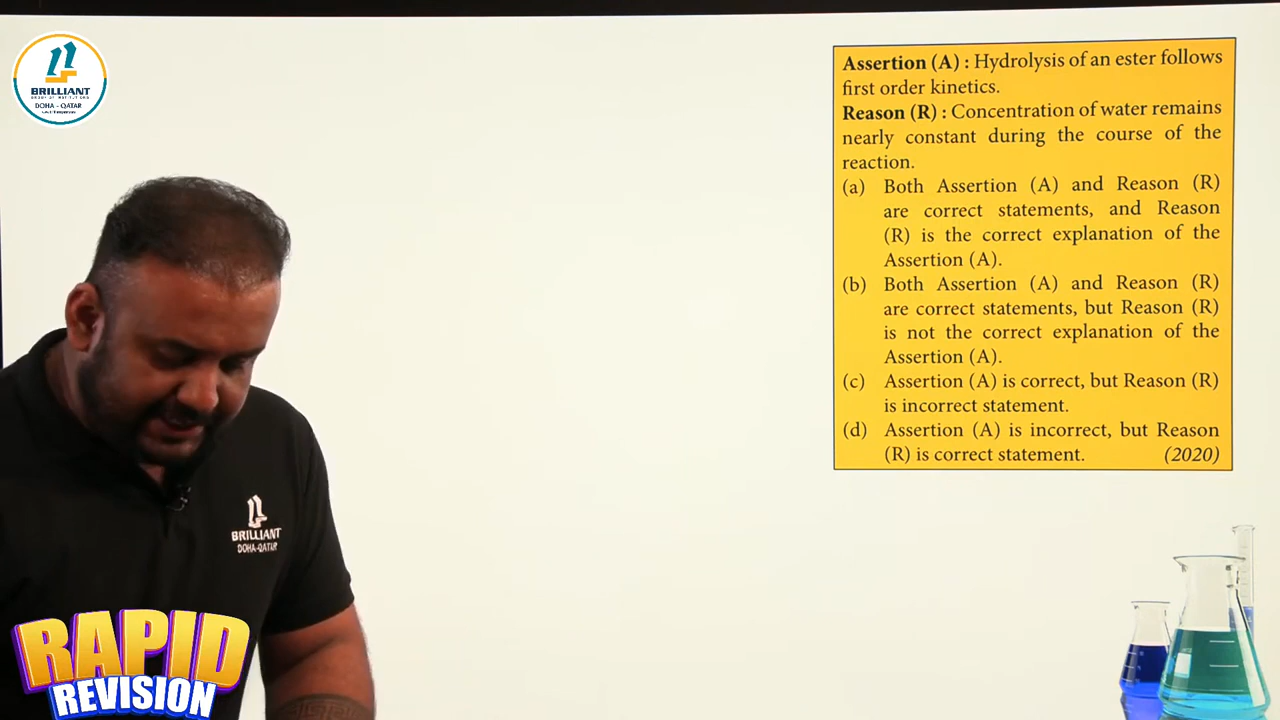 BRILLIANT
DOHA - QATAR
Assertion (A) : Hydrolysis of an ester follows
first order kinetics.
Reason (R) : Concentration of water remains
nearly constant during the course of the
reaction.
(a) Both Assertion (A) and Reason (R)
are correct statements, and Reason
(R) is the correct explanation of the
Assertion (A).
(b) Both Assertion (A) and Reason (R)
are correct statements, but Reason (R)
is not the correct explanation of the
Assertion (A).
(c) Assertion (A) is correct, but Reason (R)
is incorrect statement.
(d) Assertion (A) is incorrect, but Reason
(R) is correct statement. (2020)
BRILLIANT
DOHA-QATAR
RAPID
REVISION